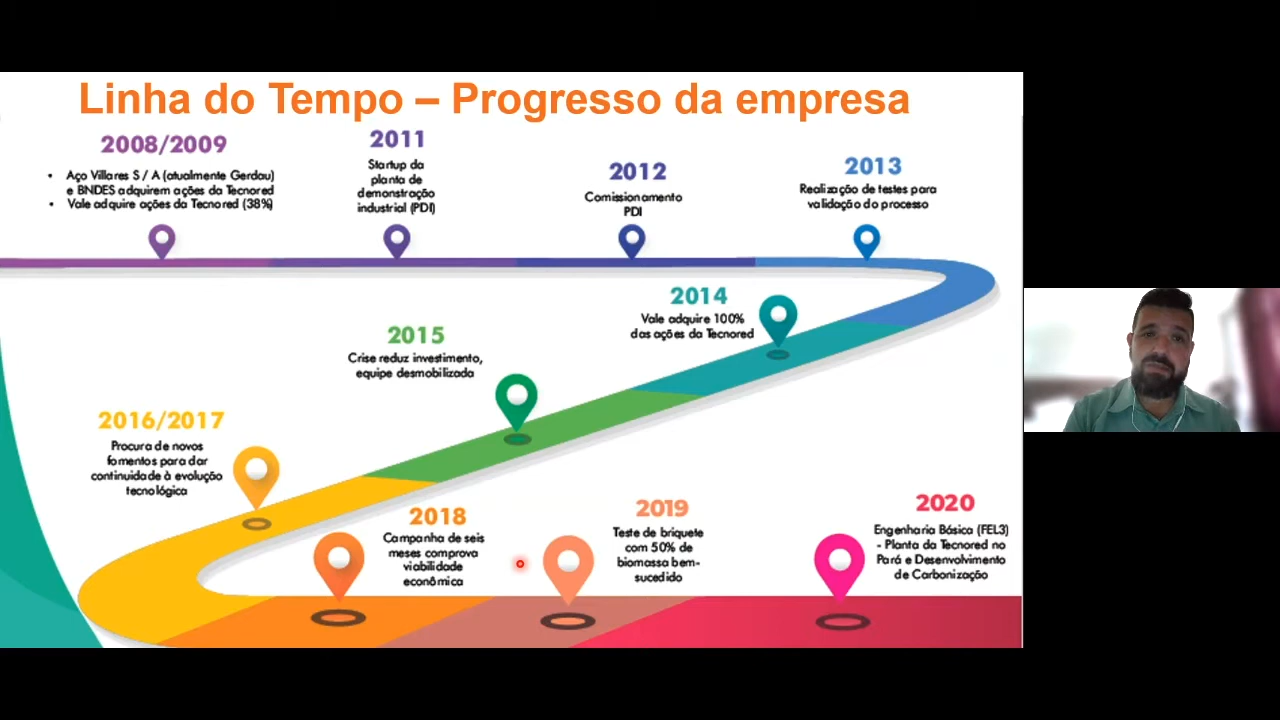 Linha do Tempo – Progresso da empresa
2008/2009
• Aço Villares S / A (atualmente Gerdau)
e BNDES adquirem ações da Tecnored
• Vale adquire ações da Tecnored (38%)
2011
Startup da
planta de
demonstração
industrial (PDI)
2012
Comissionamento
PDI
2013
Realização de testes para
validação do processo
2014
Vale adquire 100%
das ações da Tecnored
2015
Crise reduz investimento,
equipe desmobilizada
2016/2017
Procura de novos
fomentos para dar
continuidade à evolução
tecnológica
2018
Campanha de seis
meses comprova
viabilidade
econômica
2019
Teste de briquete
com 50% de
biomassa bem-
sucedido
2020
Engenharia Básica (FEL3)
- Planta da Tecnored no
Pará e Desenvolvimento
de Carbonização